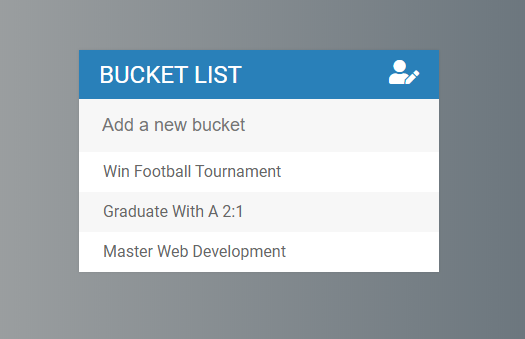 BUCKET LIST
Add a new bucket
Win Football Tournament
Graduate With A 2:1
Master Web Development